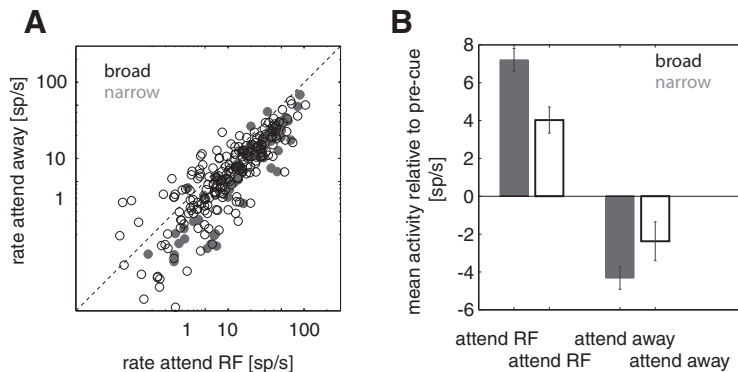 A
broad
narrow
100
10
1
rate attend away [sp/s]
1 10 100
rate attend RF [sp/s]
B
broad
narrow
8
6
4
2
0
-2
-4
-6
mean activity relative to pre-cue
[sp/s]
attend RF attend away
attend RF attend away